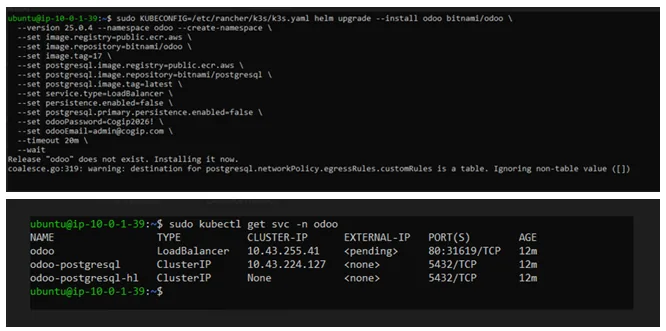 ubuntu@ip-10-0-1-39:~$ sudo KUBECONFIG=/etc/rancher/k3s/k3s.yaml helm upgrade --install odoo bitnami/odoo \
--version 25.0.4 --namespace odoo --create-namespace \
--set image.registry=public.ecr.aws \
--set image.repository=bitnami/odoo \
--set image.tag=17 \
--set postgresql.image.registry=public.ecr.aws \
--set postgresql.image.repository=bitnami/postgresql \
--set postgresql.image.tag=latest \
--set service.type=LoadBalancer \
--set persistence.enabled=false \
--set postgresql.primary.persistence.enabled=false \
--set odooPassword=Cogip2026! \
--set odooEmail=admin@cogip.com \
--timeout 20m \
--wait
Release "odoo" does not exist. Installing it now.
coalesce.go:319: warning: destination for postgresql.networkPolicy.egressRules.customRules is a table. Ignoring non-table value ([])
ubuntu@ip-10-0-1-39:~$ sudo kubectl get svc -n odoo
NAME TYPE CLUSTER-IP EXTERNAL-IP PORT(S) AGE
odoo LoadBalancer 10.43.255.41 <pending> 80:31619/TCP 12m
odoo-postgresql ClusterIP 10.43.224.127 <none> 5432/TCP 12m
odoo-postgresql-hl ClusterIP None <none> 5432/TCP 12m
ubuntu@ip-10-0-1-39:~$